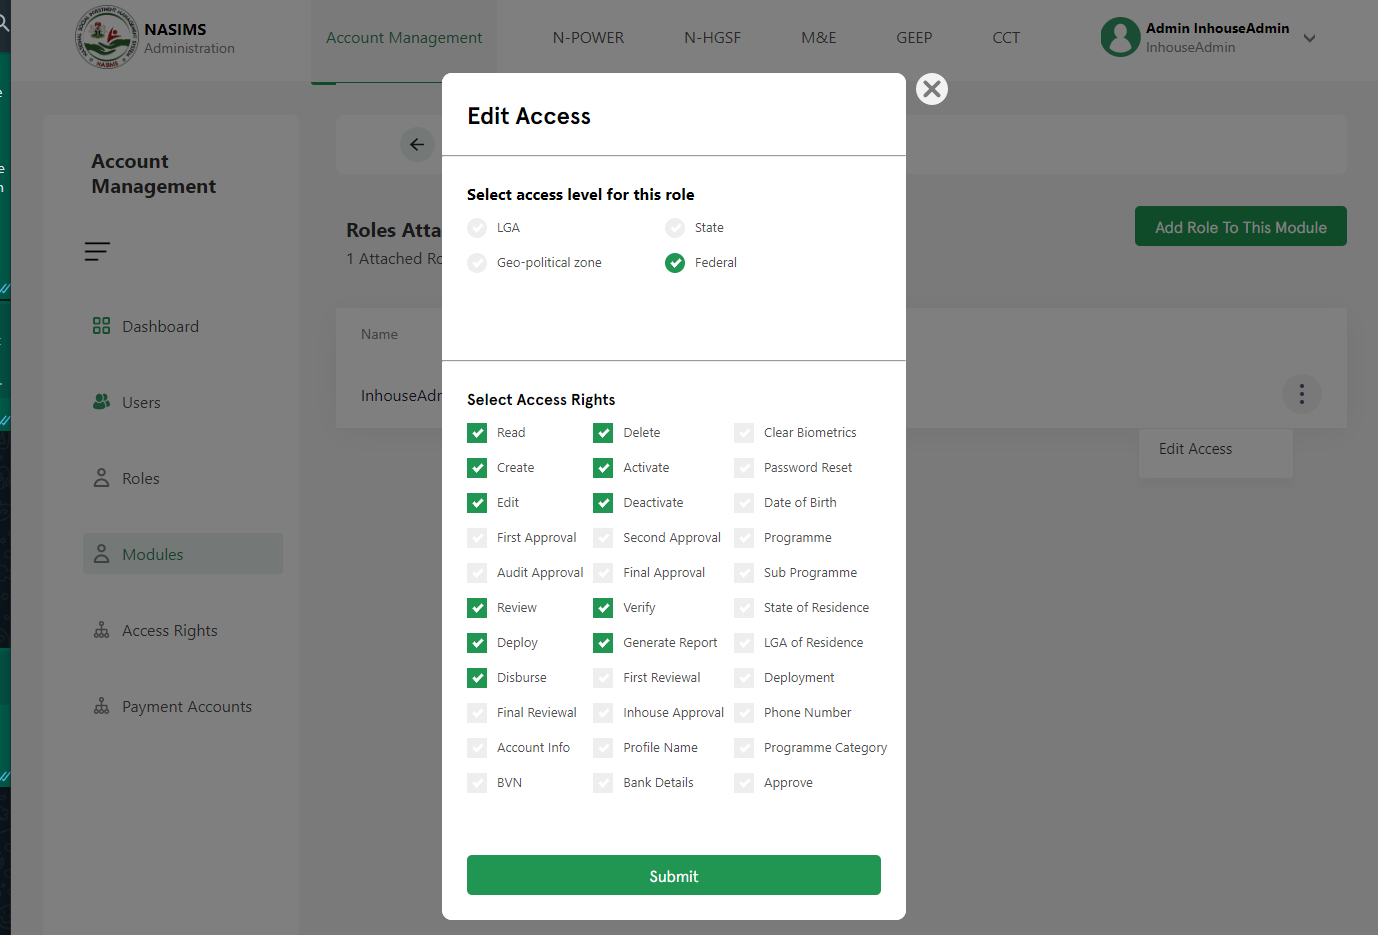 NASIMS
Administration
Account Management
N-POWER
N-HGSF
M&E
GEEP
CCT
Admin InhouseAdmin
InhouseAdmin
Edit Access
Account
Management
Select access level for this role
LGA
State
Geo-political zone
Federal
Roles Atta
1 Attached Ro
Add Role To This Module
Dashboard
Users
Roles
Modules
Access Rights
Payment Accounts
Name
InhouseAdm
Edit Access
Select Access Rights
Read
Delete
Clear Biometrics
Create
Activate
Password Reset
Edit
Deactivate
Date of Birth
First Approval
Second Approval
Programme
Audit Approval
Final Approval
Sub Programme
Review
Verify
State of Residence
Deploy
Generate Report
LGA of Residence
Disburse
First Reviewal
Deployment
Final Reviewal
Inhouse Approval
Phone Number
Account Info
Profile Name
Programme Category
BVN
Bank Details
Approve
Submit